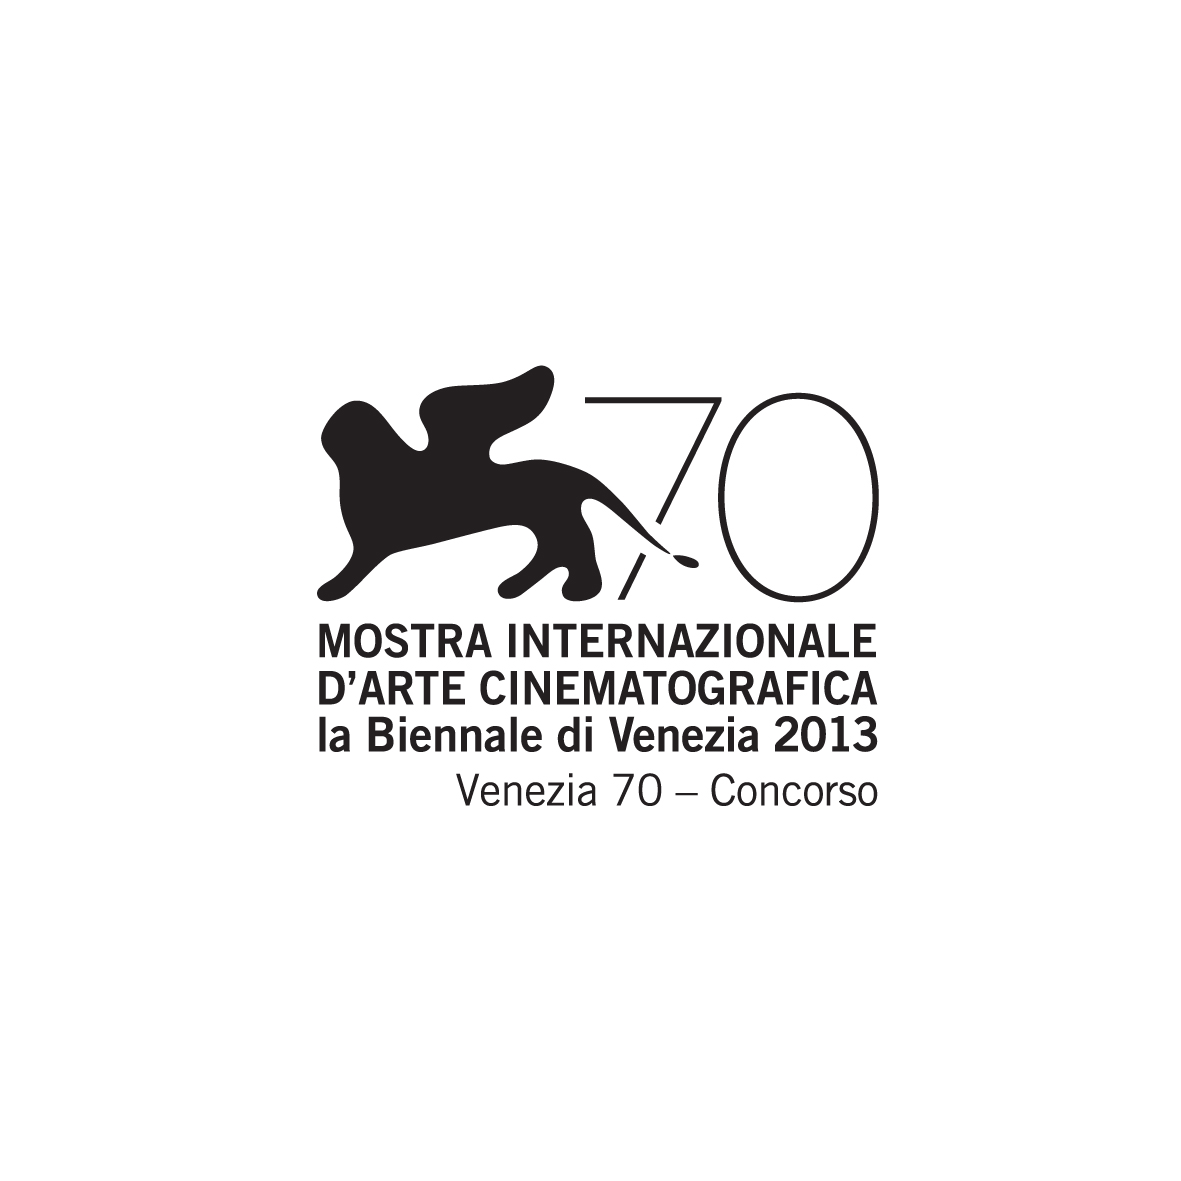 70
MOSTRA INTERNAZIONALE
D’ARTE CINEMATOGRAFICA
la Biennale di Venezia 2013
Venezia 70 – Concorso